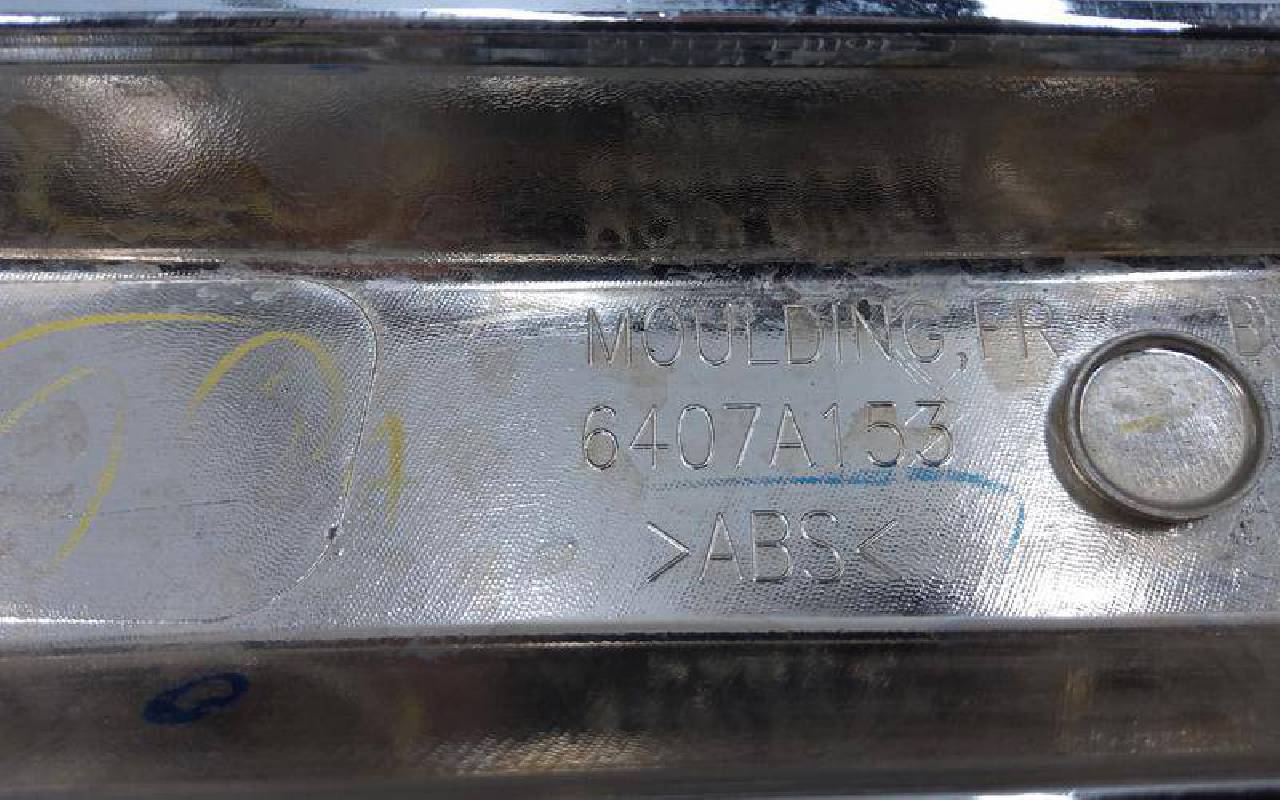 MOULDING,FR B
6407A153
>ABS<